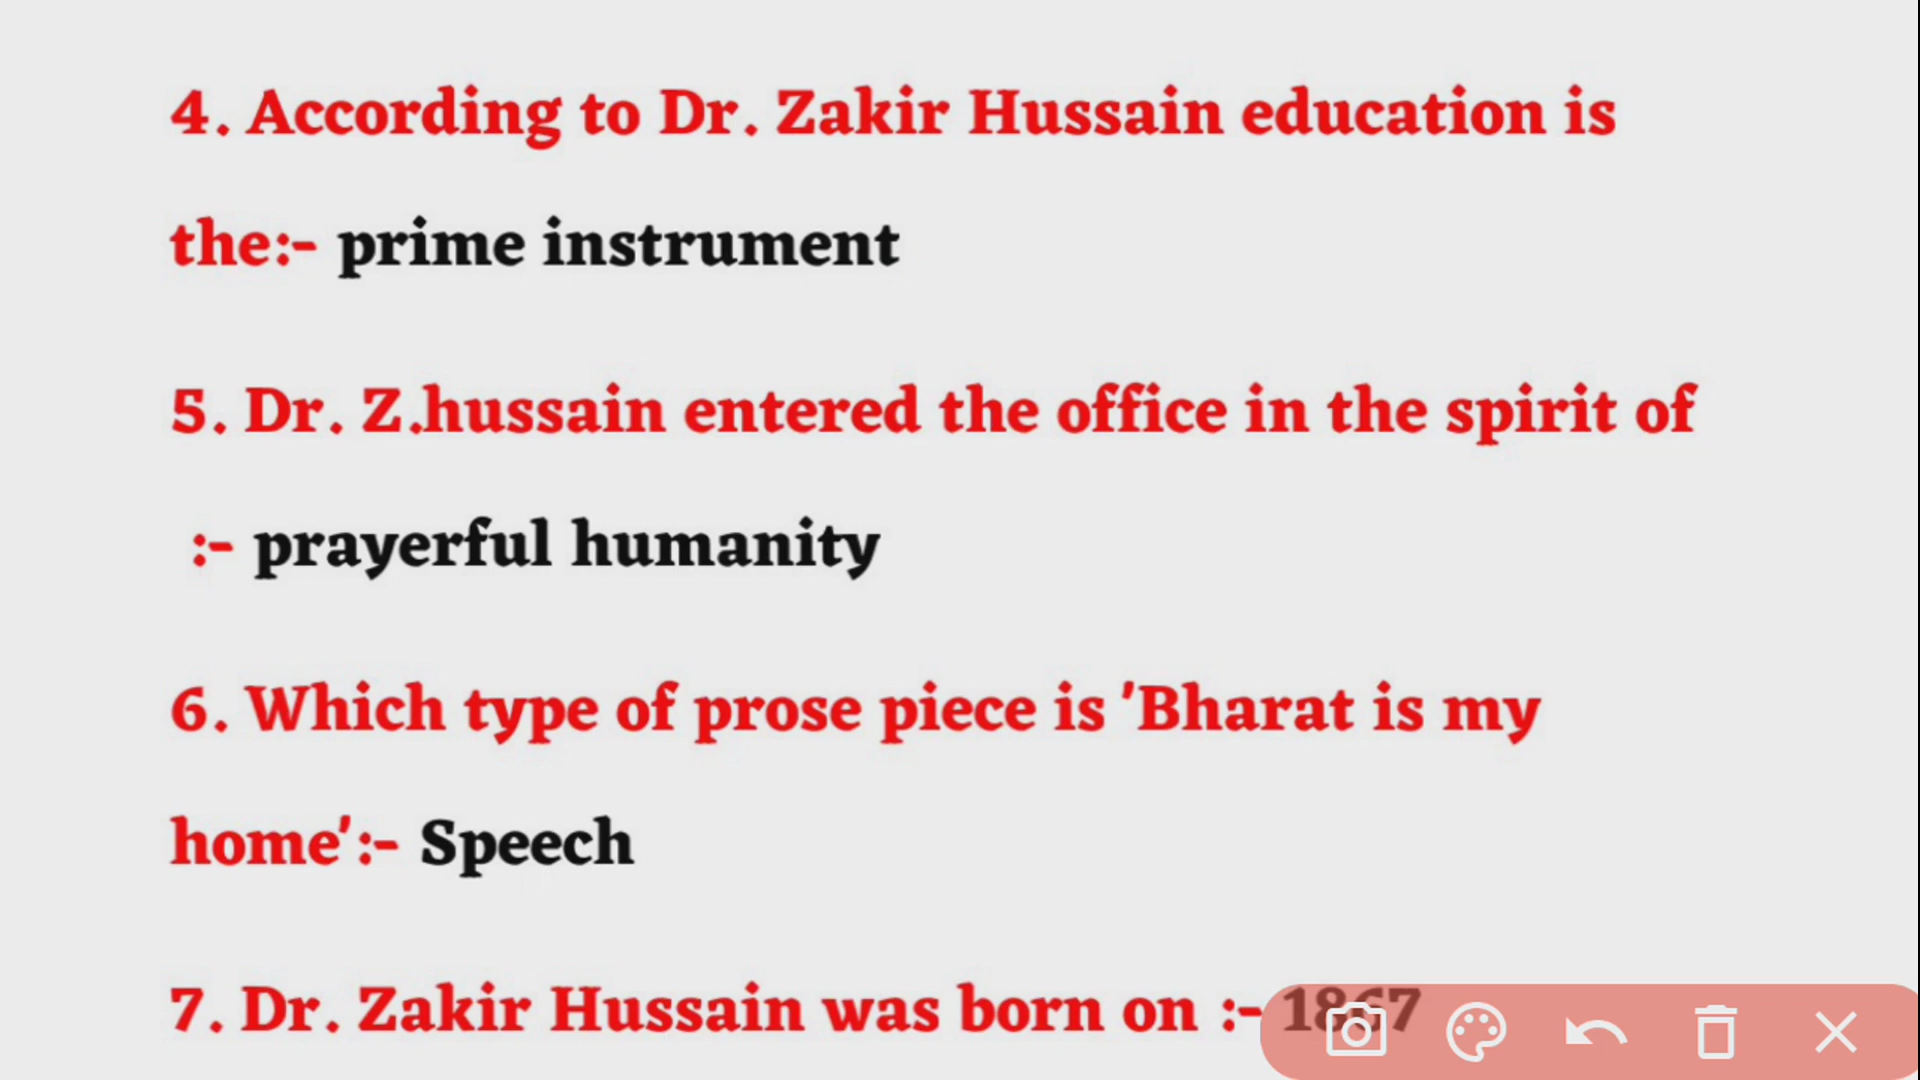 4. According to Dr. Zakir Hussain education is
the:- prime instrument
5. Dr. Z.hussain entered the office in the spirit of
:- prayerful humanity
6. Which type of prose piece is 'Bharat is my
home':- Speech
7. Dr. Zakir Hussain was born on :- 1867